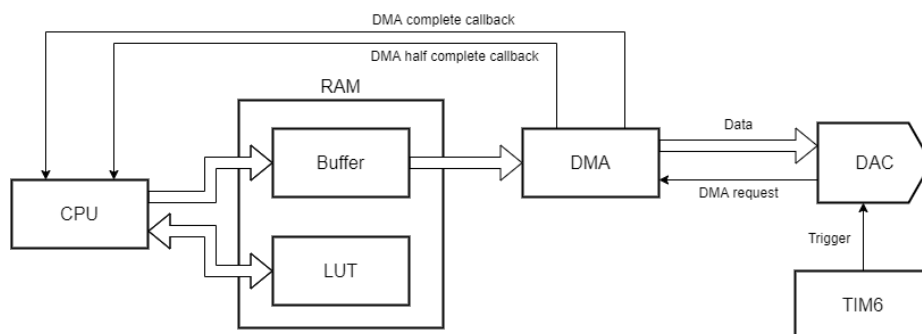 DMA complete callback
DMA half complete callback
RAM
Buffer
DMA
Data
DAC
DMA request
CPU
LUT
Trigger
TIM6